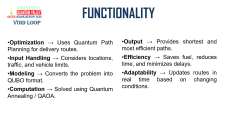 QUANTUM VALLEY
VOID LOOP
FUNCTIONALITY
•Optimization → Uses Quantum Path
Planning for delivery routes.
•Input Handling → Considers locations,
traffic, and vehicle limits.
•Modeling → Converts the problem into
QUBO format.
•Computation → Solved using Quantum
Annealing / QAOA.
•Output → Provides shortest and
most efficient paths.
•Efficiency → Saves fuel, reduces
time, and minimizes delays.
•Adaptability → Updates routes in
real time based on changing
conditions.